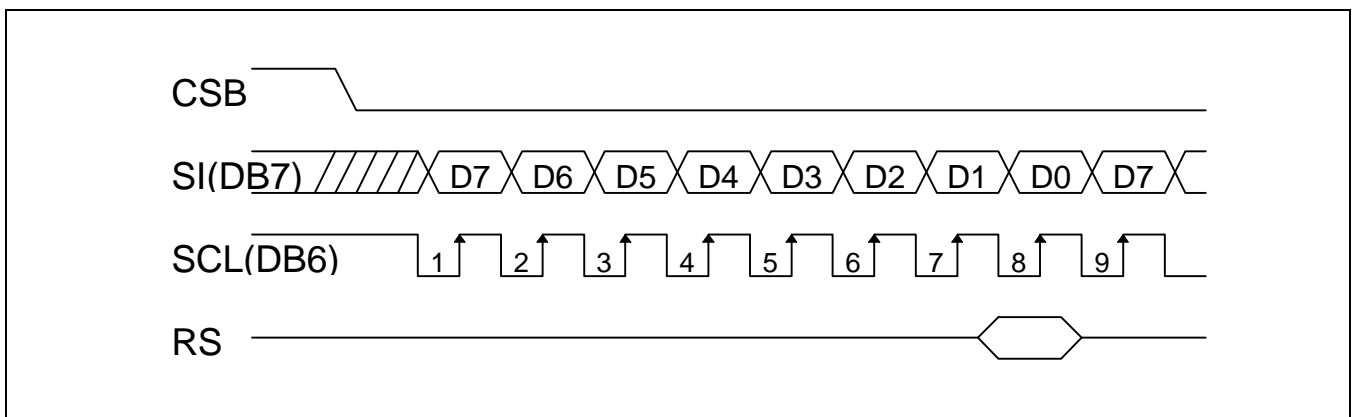 CSB
SI(DB7) D7 D6 D5 D4 D3 D2 D1 D0 D7
SCL(DB6) 1 2 3 4 5 6 7 8 9
RS